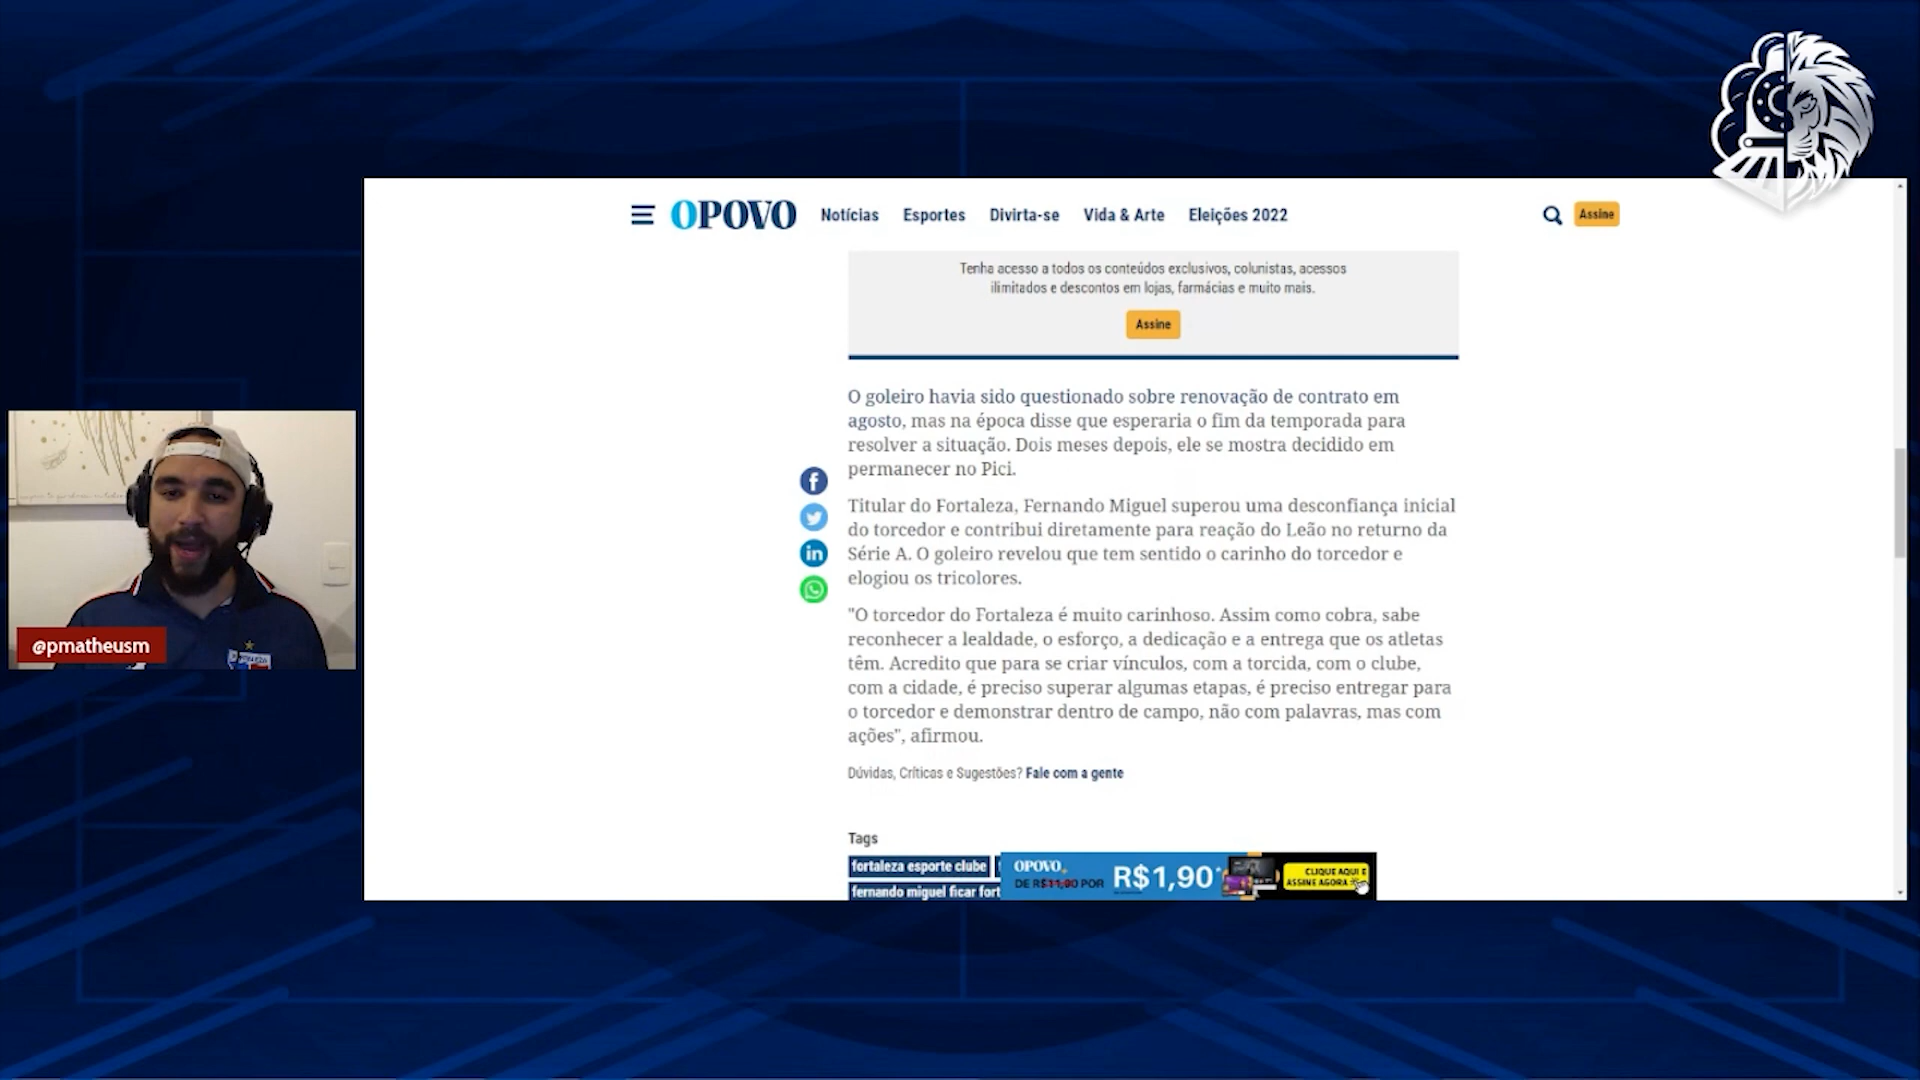 OPOVO Notícias Esportes Divirta-se Vida & Arte Eleições 2022 Assine
Tenha acesso a todos os conteúdos exclusivos, colunistas, acessos
ilimitados e descontos em lojas, farmácias e muito mais.
Assine
O goleiro havia sido questionado sobre renovação de contrato em
agosto, mas na época disse que esperaria o fim da temporada para
resolver a situação. Dois meses depois, ele se mostra decidido em
permanecer no Pici.
Titular do Fortaleza, Fernando Miguel superou uma desconfiança inicial
do torcedor e contribui diretamente para reação do Leão no returno da
Série A. O goleiro revelou que tem sentido o carinho do torcedor e
elogiou os tricolores.
"O torcedor do Fortaleza é muito carinhoso. Assim como cobra, sabe
reconhecer a lealdade, o esforço, a dedicação e a entrega que os atletas
têm. Acredito que para se criar vínculos, com a torcida, com o clube,
com a cidade, é preciso superar algumas etapas, é preciso entregar para
o torcedor e demonstrar dentro de campo, não com palavras, mas com
ações", afirmou.
Dúvidas, Críticas e Sugestões? Fale com a gente
Tags
fortaleza esporte clube
fernando miguel ficar fort
OPOVO+
POR
R$1,90*
CLIQUE AQUI E
ASSINE AGORA
@pmatheusm